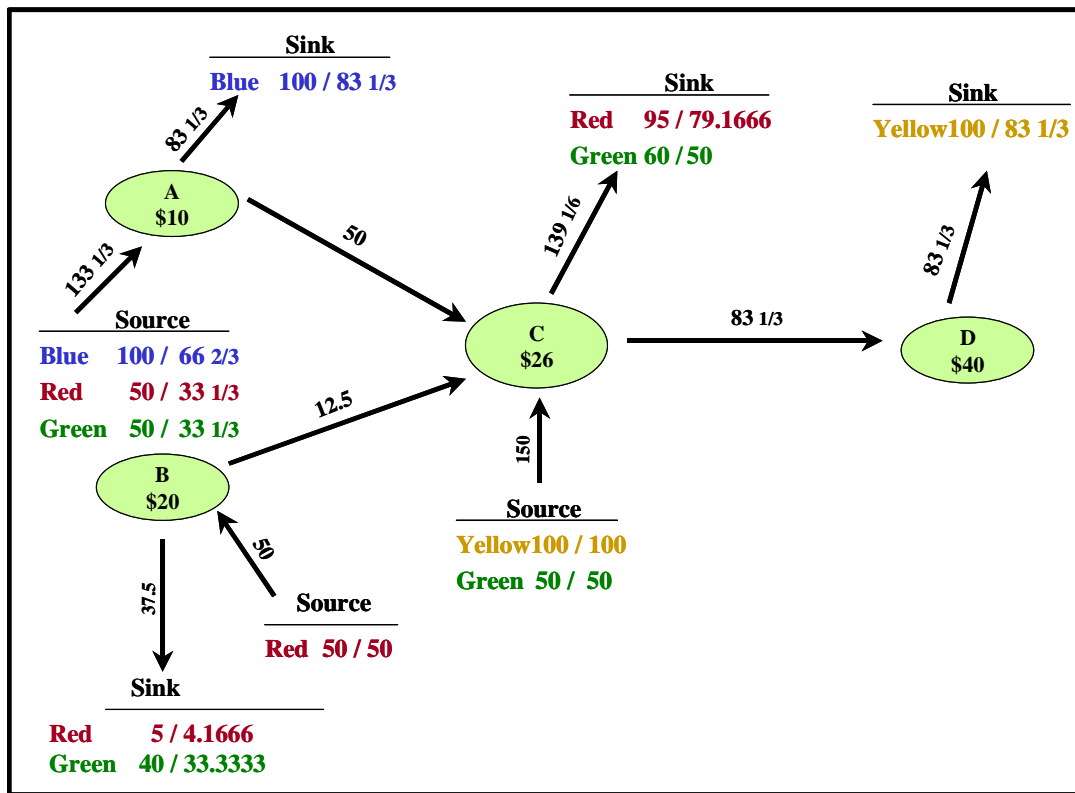 Sink
Blue 100 / 83 1/3
83 1/3
A
$10
133 1/3
50
Sink
Red 95 / 79.1666
Green 60 / 50
139 1/6
Sink
Yellow100 / 83 1/3
83 1/3
Source
Blue 100 / 66 2/3
Red 50 / 33 1/3
Green 50 / 33 1/3
C
$26
83 1/3
D
$40
12.5
B
$20
150
Source
Yellow100 / 100
Green 50 / 50
50
37.5
Source
Red 50 / 50
Sink
Red 5 / 4.1666
Green 40 / 33.3333